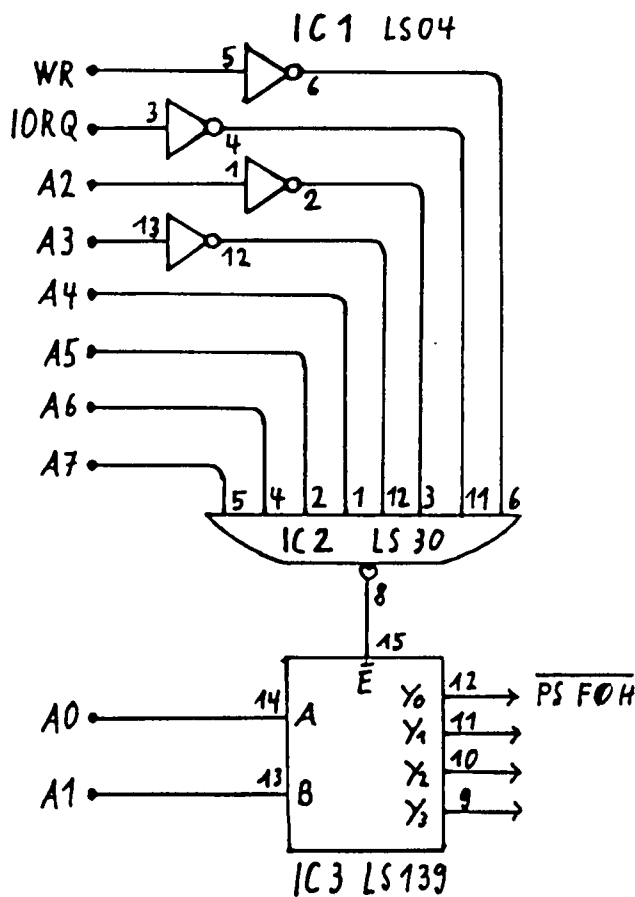 IC1 LS04
WR 5 6
IORQ 3 4
A2 1 2
A3 13 12
A4
A5
A6
A7
5 4 2 1 12 3 11 6
IC2 LS30
8
15
E
14 A Y0 12 PS F0H
A0
Y1 11
13 B Y2 10
A1
Y3 9
IC3 LS139